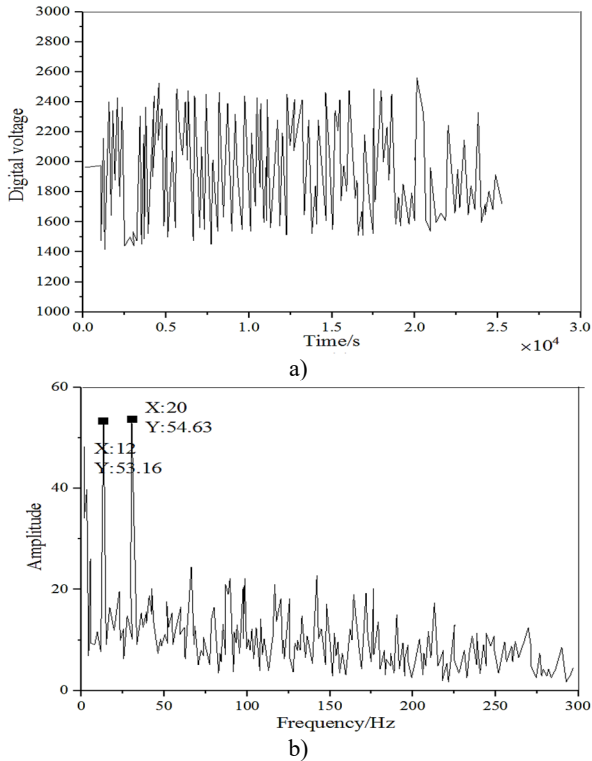 3000
2800
2600
2400
2200
2000
1800
1600
1400
1200
1000
Digital voltage
0.0 0.5 1.0 1.5 2.0 2.5 3.0
Time/s
×10⁴
a)
60
40
20
0
Amplitude
X:20
Y:54.63
X:12
Y:53.16
0 50 100 150 200 250 300
Frequency/Hz
b)